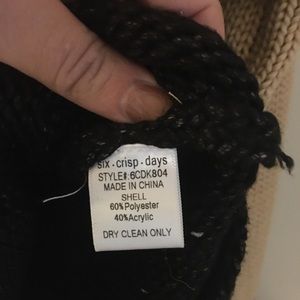 six - crisp - days
STYLE#:6CDK804
MADE IN CHINA
SHELL
60%Polyester
40%Acrylic
DRY CLEAN ONLY